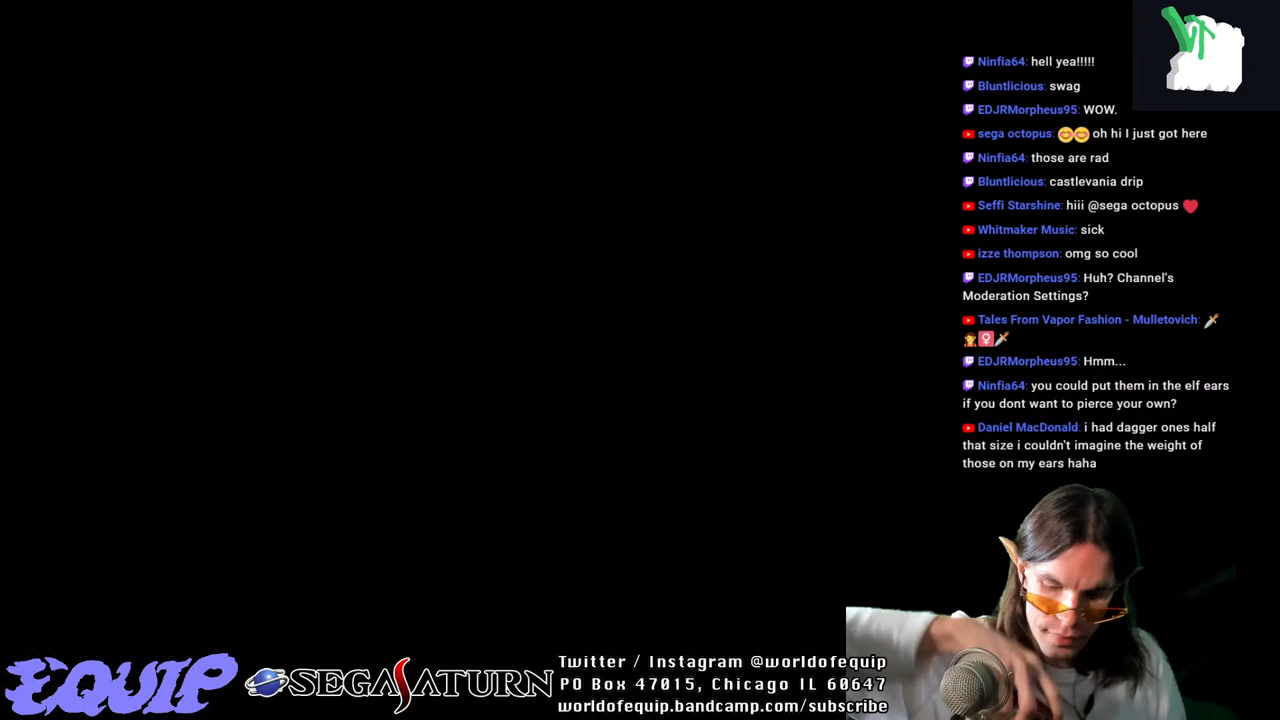 Ninfia64: hell yea!!!!!
Bluntlicious: swag
EDJRMorpheus95: WOW.
sega octopus: 😊😊 oh hi I just got here
Ninfia64: those are rad
Bluntlicious: castlevania drip
Seffi Starshine: hiii @sega octopus ❤️
Whitmaker Music: sick
izze thompson: omg so cool
EDJRMorpheus95: Huh? Channel's
Moderation Settings?
Tales From Vapor Fashion - Mulletovich: 🗡️
🧝♀️🗡️
EDJRMorpheus95: Hmm...
Ninfia64: you could put them in the elf ears
if you dont want to pierce your own?
Daniel MacDonald: i had dagger ones half
that size i couldn't imagine the weight of
those on my ears haha
EQUIP
SEGA SATURN
Twitter / Instagram @worldofequip
PO Box 47015, Chicago IL 60647
worldofequip.bandcamp.com/subscribe